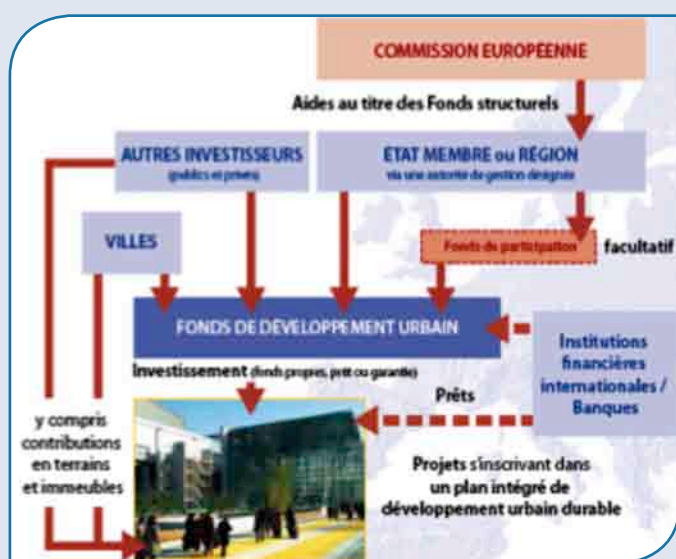 COMMISSION EUROPÉENNE
Aides au titre des Fonds structurels
AUTRES INVESTISSEURS
(publics et privés)
ÉTAT MEMBRE ou RÉGION
via une autorité de gestion désignée
VILLES
Fonds de participation
facultatif
FONDS DE DÉVELOPPEMENT URBAIN
Investissement (fonds propres, prêt ou garantie)
Institutions
financières
internationales /
Banques
Prêts
y compris
contributions
en terrains
et immeubles
Projets s'inscrivant dans
un plan intégré de
développement urbain durable